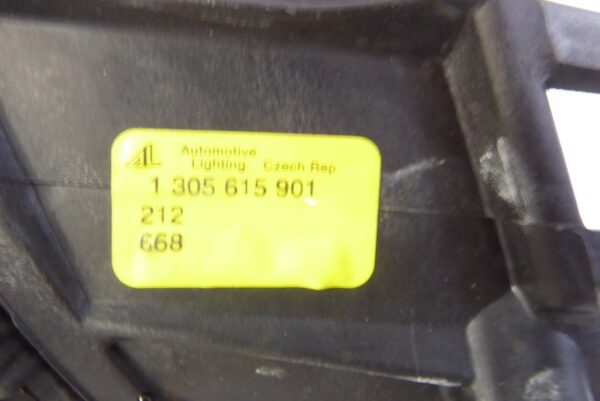 AL Automotive
Lighting Czech Rep
1 305 615 901
212
668